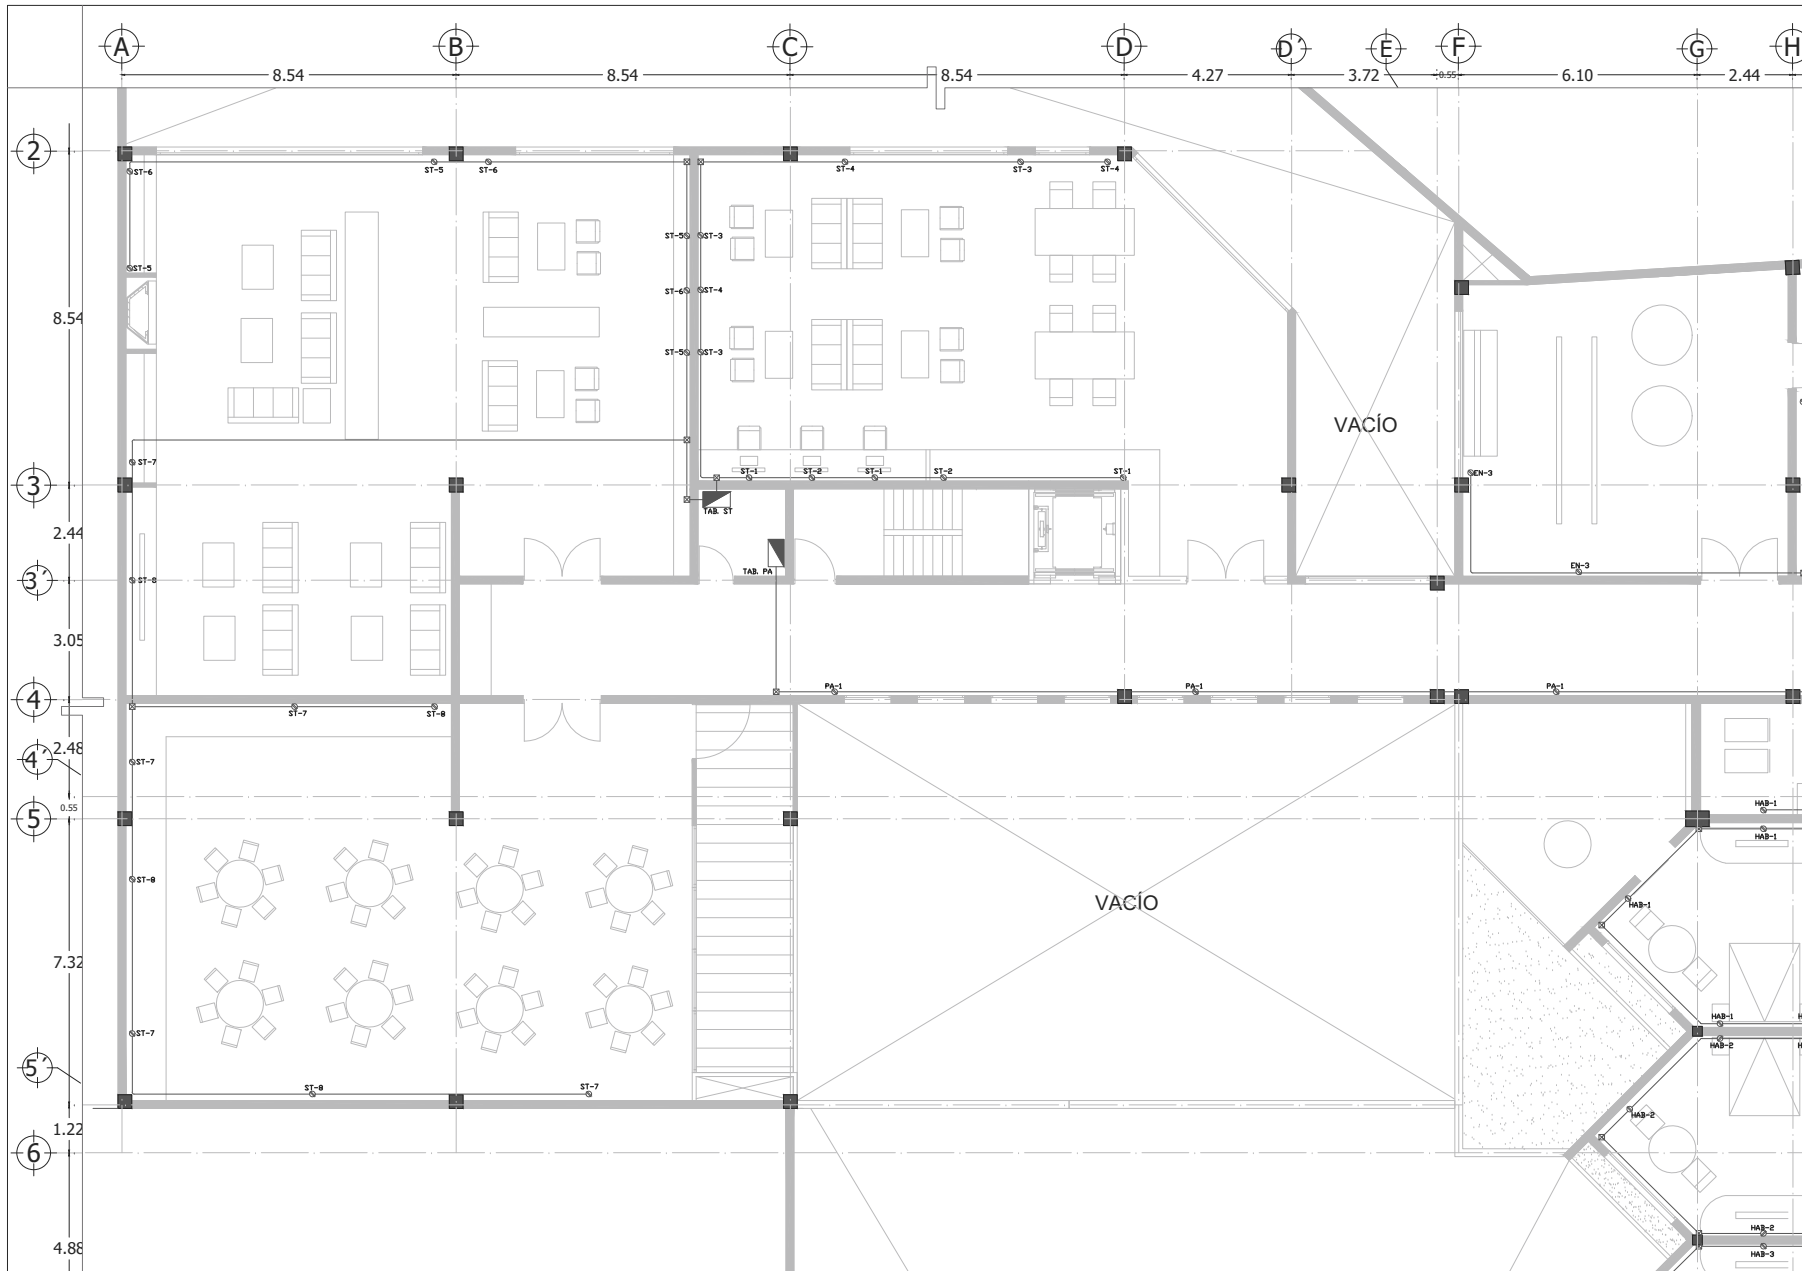 A B C D D´ E F G H
8.54 8.54 8.54 4.27 3.72 0.55 6.10 2.44
2
ST-6 ST-5 ST-6 ST-4 ST-3 ST-4
ST-5 ST-3
ST-5
ST-6 ST-4
8.54
ST-5 ST-3
VACÍO
ST-7
ST-1 ST-2 ST-1 ST-2 ST-1
EN-3
3
TAB. ST
2.44
EN-3
TAB. PA
3´
ST-8
3.05
PA-1 PA-1 PA-1
4
ST-7 ST-8
2.48
4´
ST-7
HAB-1
0.55
5
HAB-1
ST-8
VACÍO
HAB-1
7.32
HAB-1 H
ST-7
HAB-2 H
5´
ST-8 ST-7
HAB-2
1.22
6
HAB-2
4.88
HAB-3